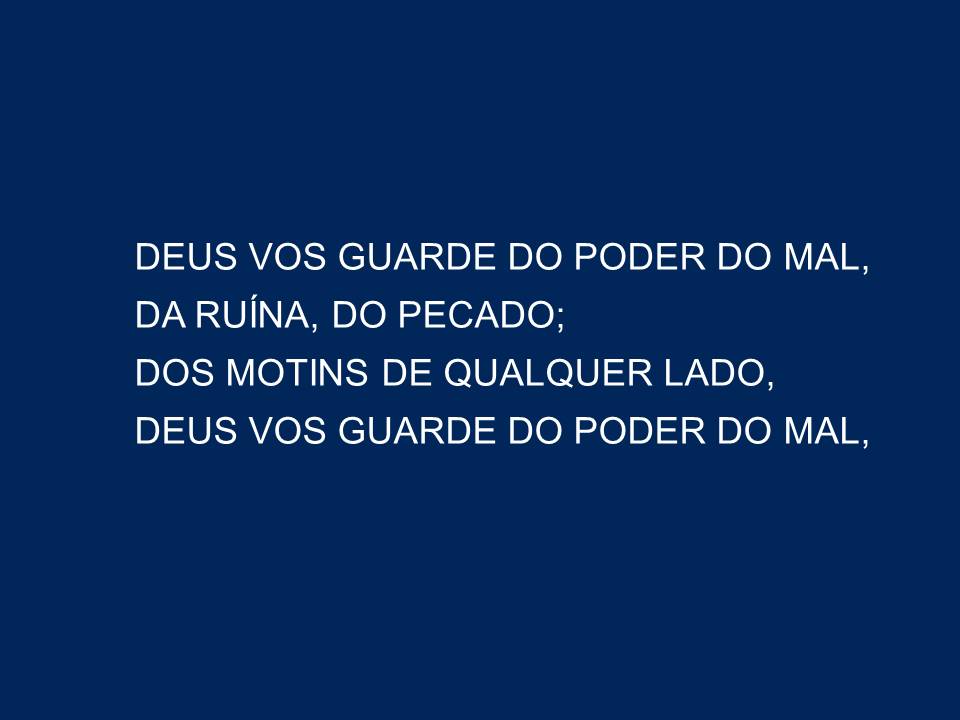 DEUS VOS GUARDE DO PODER DO MAL,
DA RUÍNA, DO PECADO;
DOS MOTINS DE QUALQUER LADO,
DEUS VOS GUARDE DO PODER DO MAL,